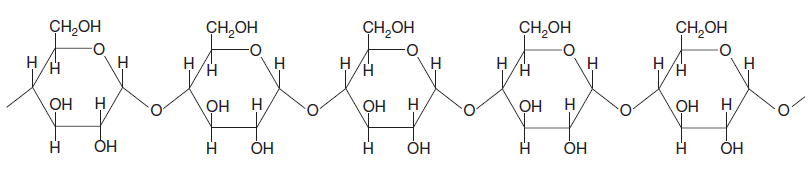 CH₂OH CH₂OH CH₂OH CH₂OH CH₂OH
O O O O O
H H H H H H H H H H
H H H H H
OH H OH H OH H OH H OH H
O O O O O
H OH H OH H OH H OH H OH